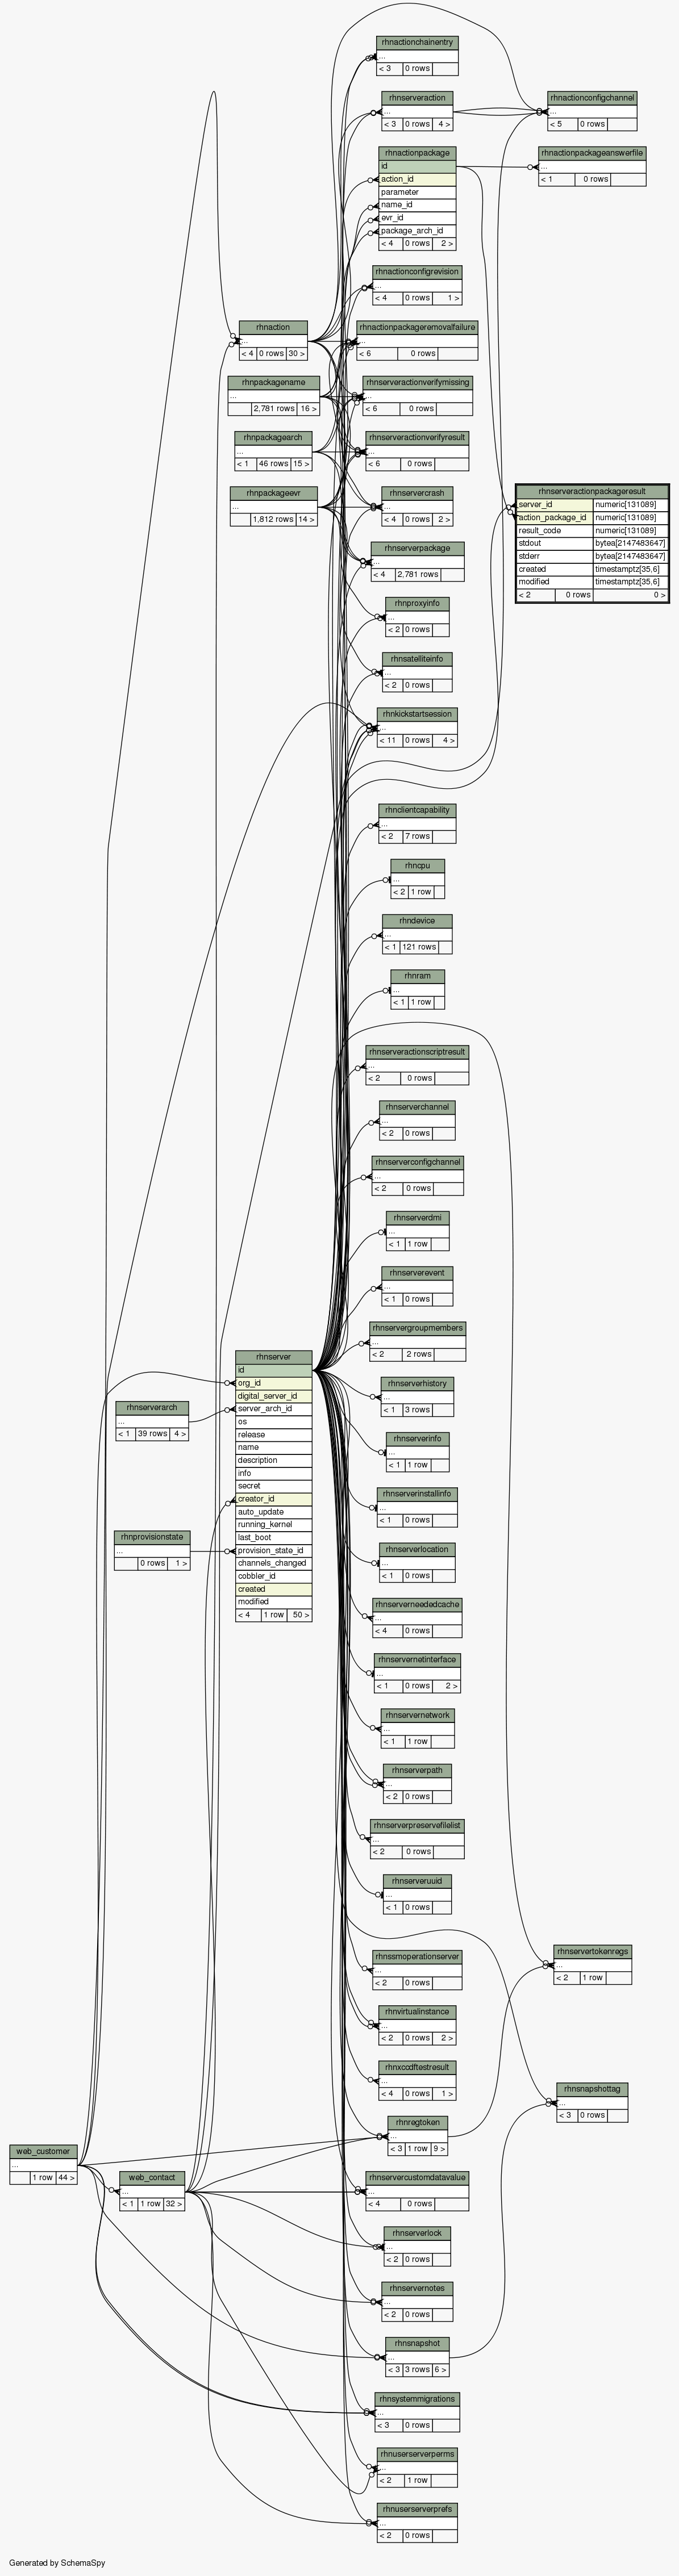 rhnactionchainentry
...
< 3 0 rows
rhnserveraction
...
< 3 0 rows 4 >
rhnactionconfigchannel
...
< 5 0 rows
rhnactionpackage
id
action_id
parameter
name_id
evr_id
package_arch_id
< 4 0 rows 2 >
rhnactionpackageanswerfile
...
< 1 0 rows
rhnactionconfigrevision
...
< 4 0 rows 1 >
rhnaction
...
< 4 0 rows 30 >
rhnactionpackageremovalfailure
...
< 6 0 rows
rhnpackagename
...
2,781 rows 16 >
rhnserveractionverifymissing
...
< 6 0 rows
rhnpackagearch
...
< 1 46 rows 15 >
rhnserveractionverifyresult
...
< 6 0 rows
rhnpackageevr
...
1,812 rows 14 >
rhnservercrash
...
< 4 0 rows 2 >
rhnserveractionpackageresult
server_id numeric[131089]
action_package_id numeric[131089]
result_code numeric[131089]
stdout bytea[2147483647]
stderr bytea[2147483647]
created timestamptz[35,6]
modified timestamptz[35,6]
< 2 0 rows 0 >
rhnserverpackage
...
< 4 2,781 rows
rhnproxyinfo
...
< 2 0 rows
rhnsatelliteinfo
...
< 2 0 rows
rhnkickstartsession
...
< 11 0 rows 4 >
rhnclientcapability
...
< 2 7 rows
rhncpu
...
< 2 1 row
rhndevice
...
< 1 121 rows
rhnram
...
< 1 1 row
rhnserveractionscriptresult
...
< 2 0 rows
rhnserverchannel
...
< 2 0 rows
rhnserverconfigchannel
...
< 2 0 rows
rhnserverdmi
...
< 1 1 row
rhnserverevent
...
< 1 0 rows
rhnservergroupmembers
...
< 2 2 rows
rhnserver
id
org_id
digital_server_id
server_arch_id
os
release
name
description
info
secret
creator_id
auto_update
running_kernel
last_boot
provision_state_id
channels_changed
cobbler_id
created
modified
< 4 1 row 50 >
rhnserverarch
...
< 1 39 rows 4 >
rhnprovisionstate
...
0 rows 1 >
rhnserverhistory
...
< 1 3 rows
rhnserverinfo
...
< 1 1 row
rhnserverinstallinfo
...
< 1 0 rows
rhnserverlocation
...
< 1 0 rows
rhnserverneededcache
...
< 4 0 rows
rhnservernetinterface
...
< 1 0 rows 2 >
rhnservernetwork
...
< 1 1 row
rhnserverpath
...
< 2 0 rows
rhnserverpreservefilelist
...
< 2 0 rows
rhnserveruuid
...
< 1 0 rows
rhnssmoperationserver
...
< 2 0 rows
rhnservertokenregs
...
< 2 1 row
rhnvirtualinstance
...
< 2 0 rows 2 >
rhnxccdftestresult
...
< 4 0 rows 1 >
rhnsnapshottag
...
< 3 0 rows
rhnregtoken
...
< 3 1 row 9 >
web_customer
...
1 row 44 >
web_contact
...
< 1 1 row 32 >
rhnservercustomdatavalue
...
< 4 0 rows
rhnserverlock
...
< 2 0 rows
rhnservernotes
...
< 2 0 rows
rhnsnapshot
...
< 3 3 rows 6 >
rhnsystemmigrations
...
< 3 0 rows
rhnuserserverperms
...
< 2 1 row
rhnuserserverprefs
...
< 2 0 rows
Generated by SchemaSpy